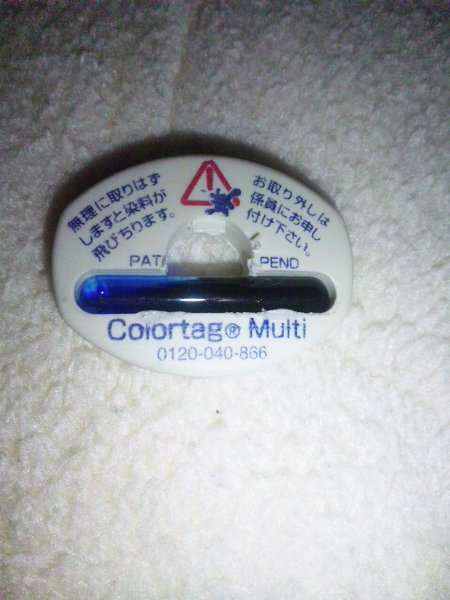 無理に取りはず
しますと染料が
飛びちります。
お取り外しは
係員にお申し
付け下さい。
PAT PEND
Colortag® Multi
0120-040-866